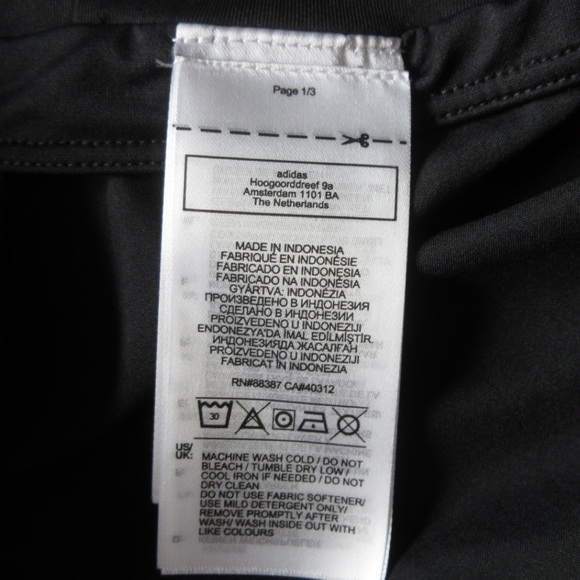 Page 1/3
adidas
Hoogoorddreef 9a
Amsterdam 1101 BA
The Netherlands
MADE IN INDONESIA
FABRIQUÉ EN INDONÉSIE
FABRICADO EN INDONESIA
FABRICADO NA INDONÉSIA
GYÁRTVA: INDONÉZIA
ПРОИЗВЕДЕНО В ИНДОНЕЗИЯ
СДЕЛАНО В ИНДОНЕЗИИ
PROIZVEDENO U INDONEZIJI
ENDONEZYA'DA İMAL EDİLMİŞTİR.
ИНДОНЕЗИЯДА ЖАСАЛҒАН
PROIZVEDENO U INDONEZIJI
FABRICAT ÎN INDONEZIA
RN#88387 CA#40312
30
US/
UK:
MACHINE WASH COLD / DO NOT
BLEACH / TUMBLE DRY LOW /
COOL IRON IF NEEDED / DO NOT
DRY CLEAN
DO NOT USE FABRIC SOFTENER/
USE MILD DETERGENT ONLY/
REMOVE PROMPTLY AFTER
WASH/ WASH INSIDE OUT WITH
LIKE COLOURS